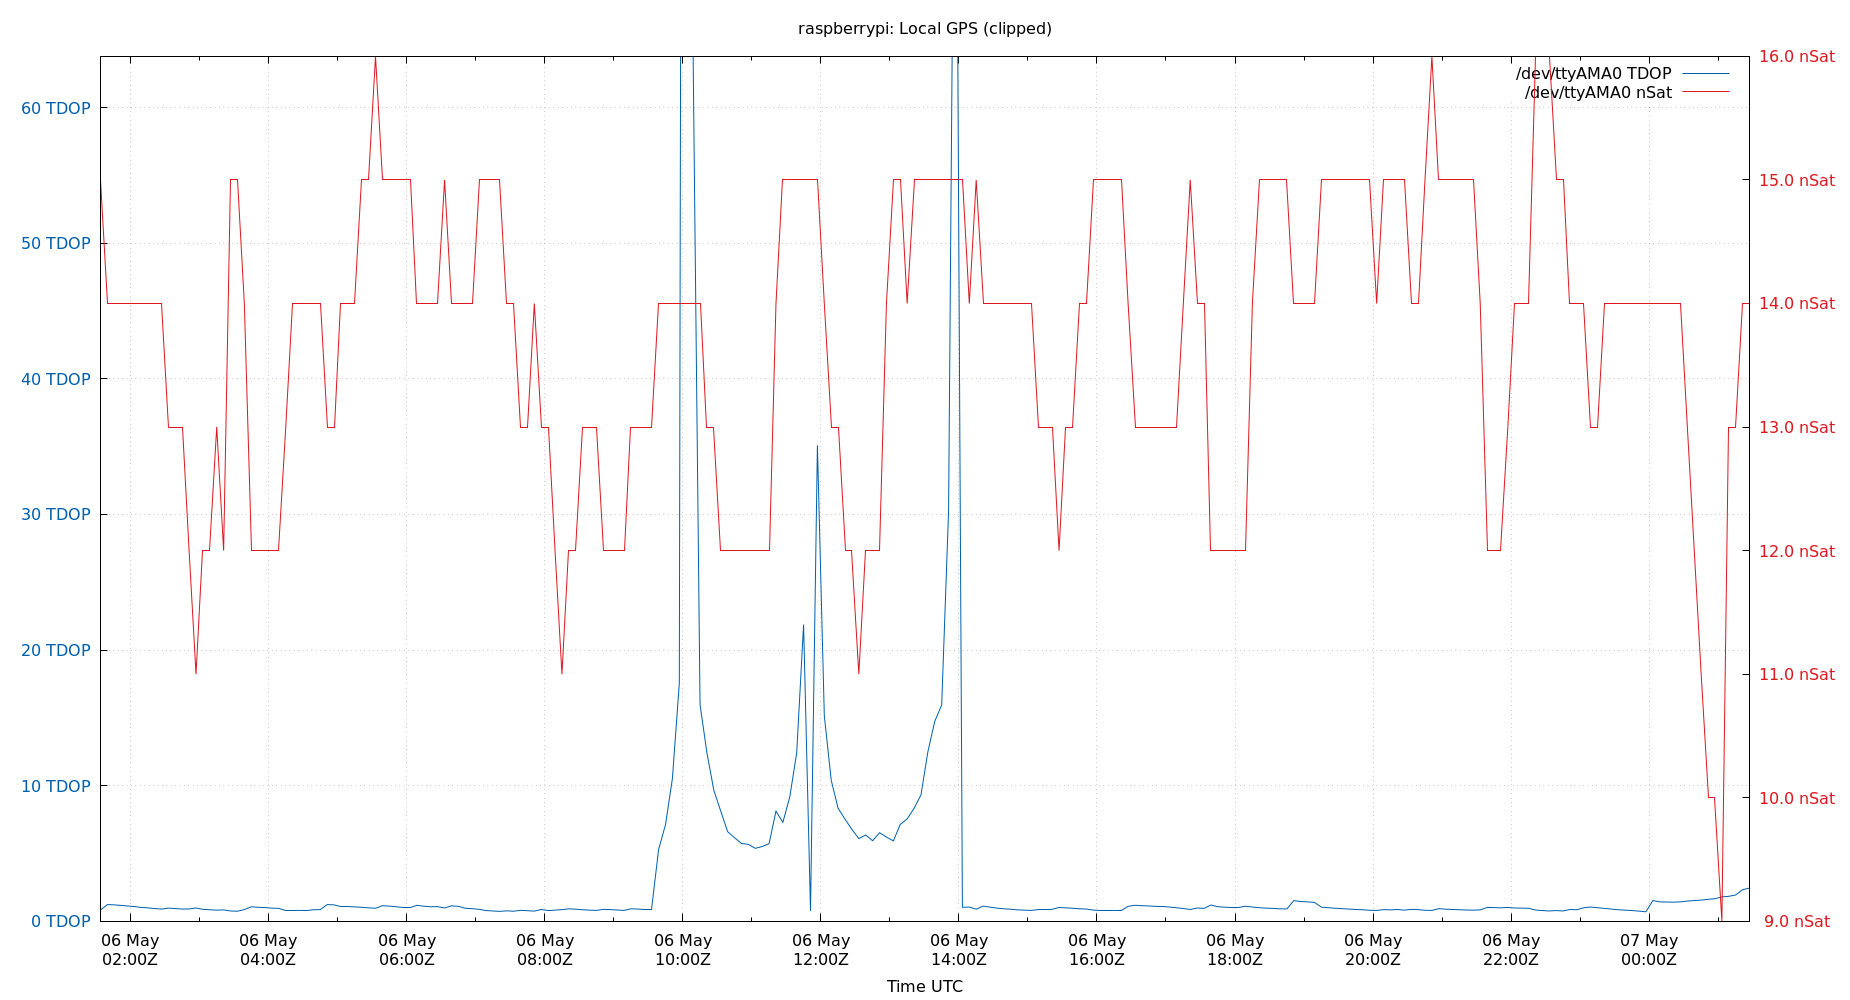 raspberrypi: Local GPS (clipped)
/dev/ttyAMA0 TDOP
/dev/ttyAMA0 nSat
60 TDOP
50 TDOP
40 TDOP
30 TDOP
20 TDOP
10 TDOP
0 TDOP
16.0 nSat
15.0 nSat
14.0 nSat
13.0 nSat
12.0 nSat
11.0 nSat
10.0 nSat
9.0 nSat
06 May 06 May 06 May 06 May 06 May 06 May 06 May 06 May 06 May 06 May 06 May 07 May
02:00Z 04:00Z 06:00Z 08:00Z 10:00Z 12:00Z 14:00Z 16:00Z 18:00Z 20:00Z 22:00Z 00:00Z
Time UTC